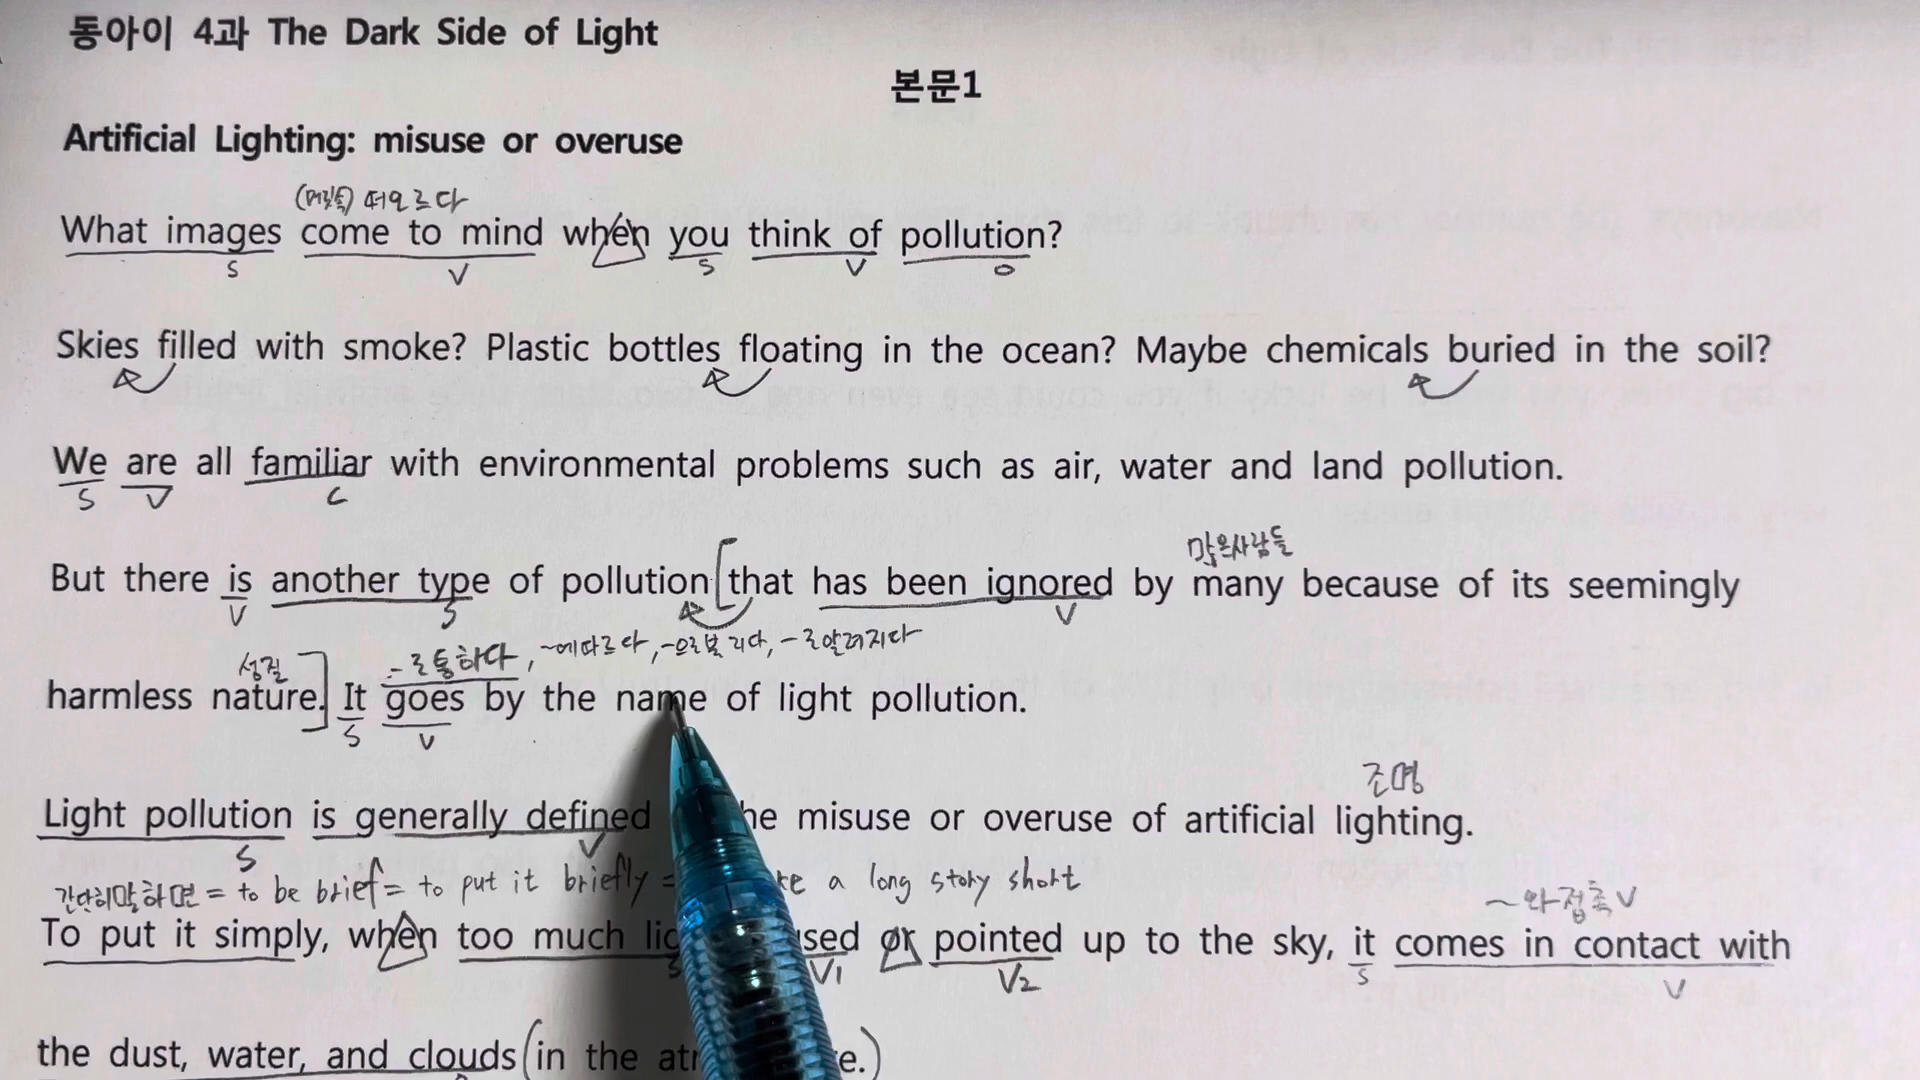 동아이 4과 The Dark Side of Light
본문1
Artificial Lighting: misuse or overuse
(머릿속) 떠오르다
What images come to mind when you think of pollution?
S V S V O
Skies filled with smoke? Plastic bottles floating in the ocean? Maybe chemicals buried in the soil?
We are all familiar with environmental problems such as air, water and land pollution.
S V C
많은사람들
But there is another type of pollution [that has been ignored by many because of its seemingly
V S V
성질 ~로통하다, ~에따르다, ~으로불리다, ~로알려지다
harmless nature.] It goes by the name of light pollution.
S V
조명
Light pollution is generally defined he misuse or overuse of artificial lighting.
S V
간단히말하면 = to be brief = to put it briefly = a long story short
~와 접촉V
To put it simply, when too much used or pointed up to the sky, it comes in contact with
S V1 V2 S V
the dust, water, and clouds (in the